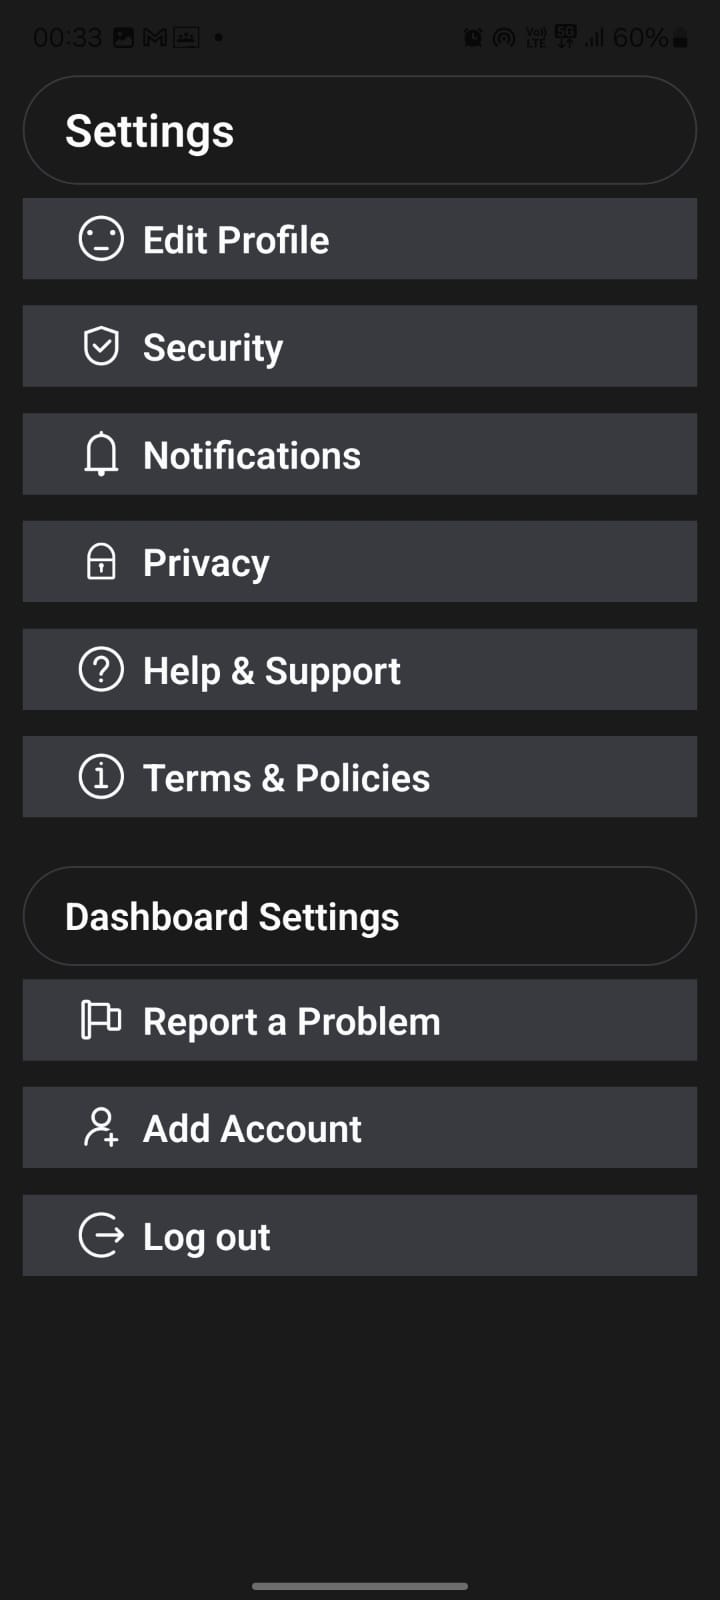 00:33 60%
Settings
Edit Profile
Security
Notifications
Privacy
Help & Support
Terms & Policies
Dashboard Settings
Report a Problem
Add Account
Log out